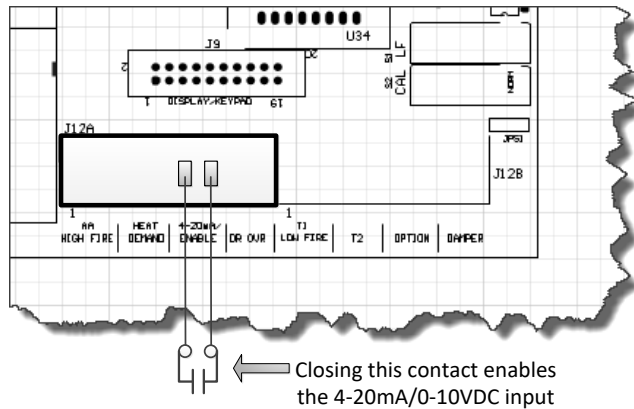 U34
J9
2
20
1
DISPLAY/KEYPAD
19
S1
LF
S2
CAL
JPS1
J12A
J12B
1
1
AA
HIGH FIRE
HEAT
DEMAND
4-20mA/
ENABLE
DR OVR
T1
LOW FIRE
T2
OPTION
DAMPER
Closing this contact enables
the 4-20mA/0-10VDC input